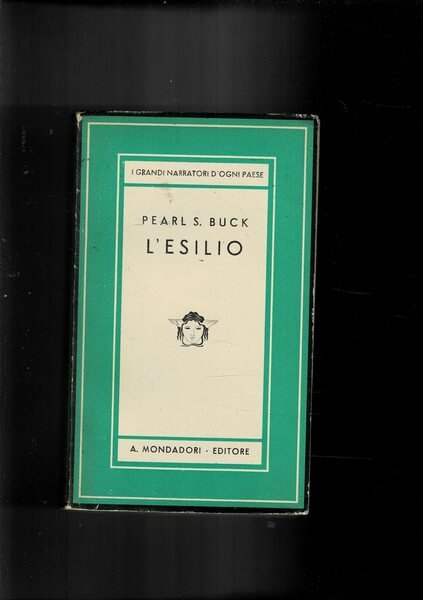 I GRANDI NARRATORI D'OGNI PAESE
PEARL S. BUCK
L'ESILIO
A. MONDADORI · EDITORE